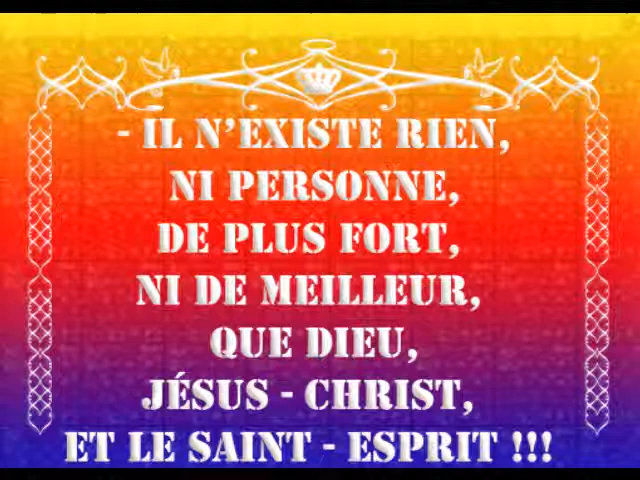 - IL N'EXISTE RIEN,
NI PERSONNE,
DE PLUS FORT,
NI DE MEILLEUR,
QUE DIEU,
JÉSUS - CHRIST,
ET LE SAINT - ESPRIT !!!